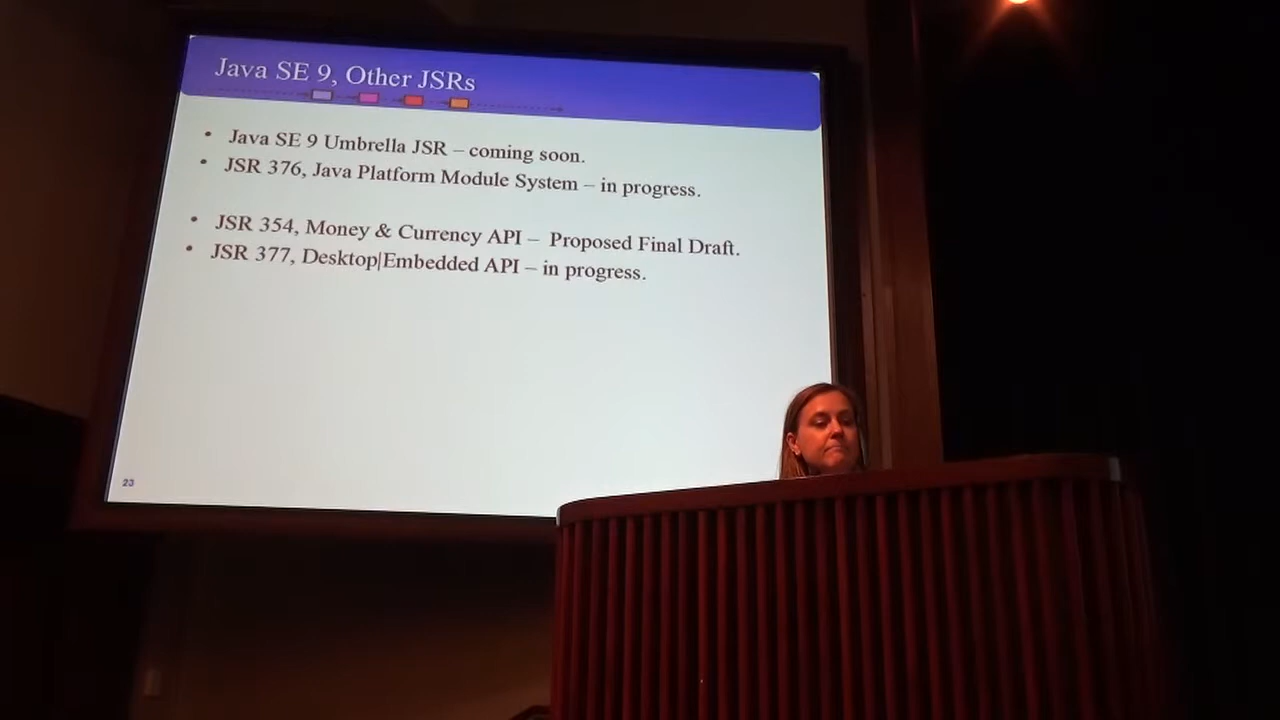 Java SE 9, Other JSRs
• Java SE 9 Umbrella JSR – coming soon.
• JSR 376, Java Platform Module System – in progress.
• JSR 354, Money & Currency API – Proposed Final Draft.
• JSR 377, Desktop|Embedded API – in progress.
23